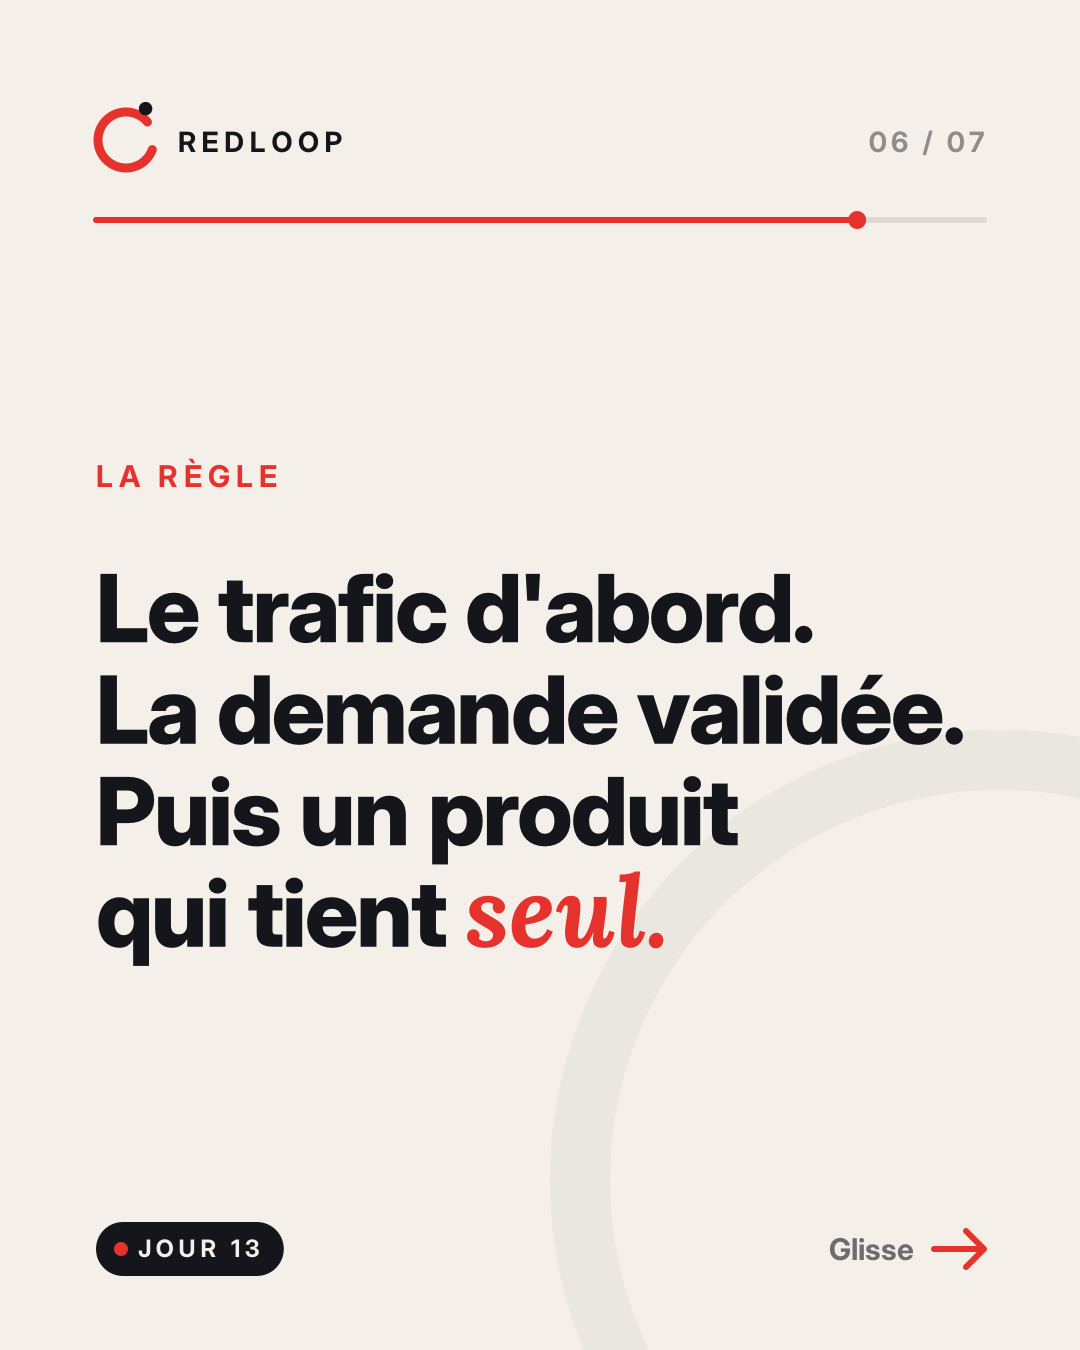 REDLOOP
06 / 07
LA RÈGLE
Le trafic d'abord.
La demande validée.
Puis un produit
qui tient seul.
JOUR 13
Glisse